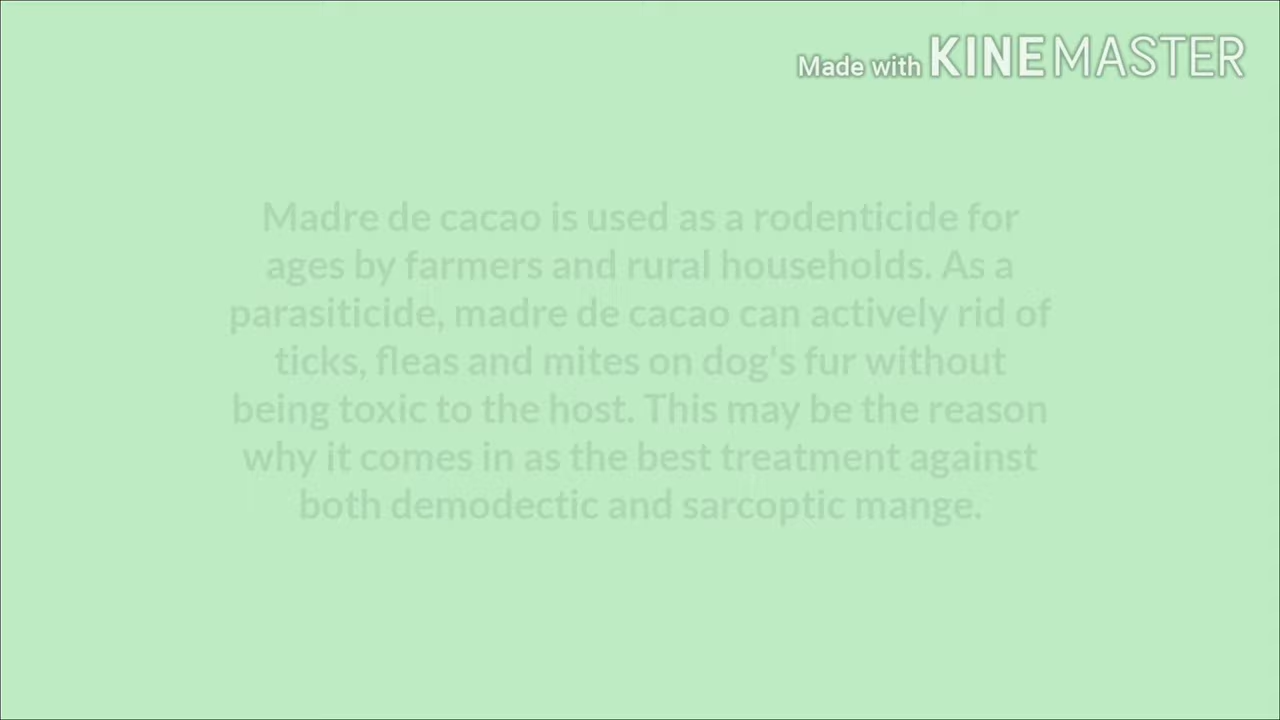 Made with KINEMASTER
Madre de cacao is used as a rodenticide for
ages by farmers and rural households. As a
parasiticide, madre de cacao can actively rid of
ticks, fleas and mites on dog's fur without
being toxic to the host. This may be the reason
why it comes in as the best treatment against
both demodectic and sarcoptic mange.